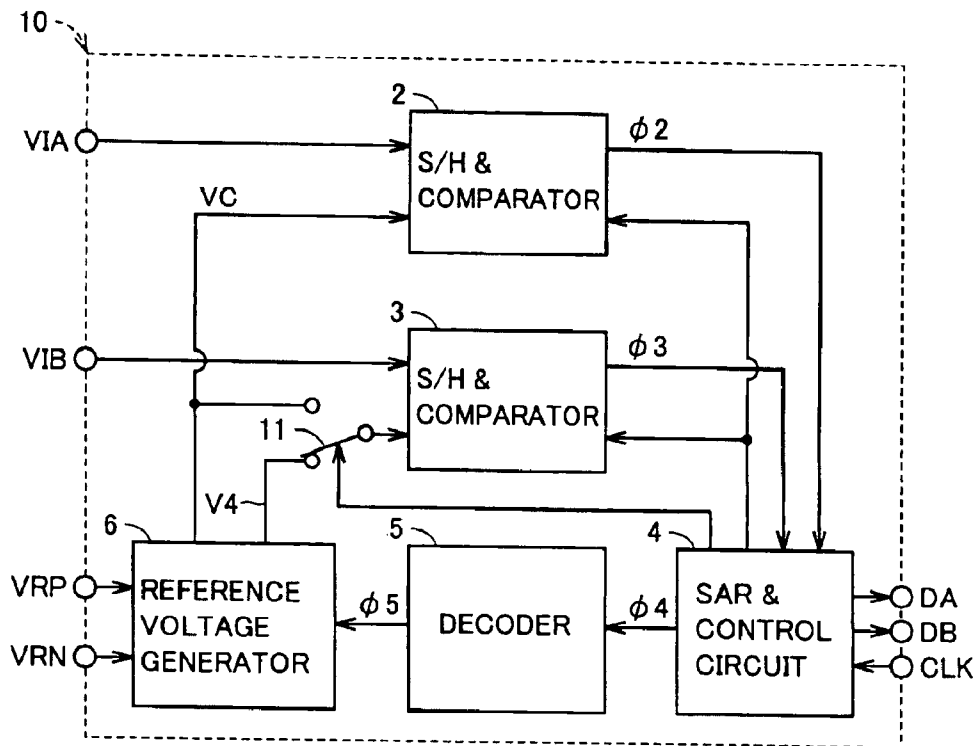 10
2
VIA
S/H &
COMPARATOR
ϕ2
VC
3
VIB
S/H &
COMPARATOR
ϕ3
11
V4
6
5
4
VRP
VRN
REFERENCE
VOLTAGE
GENERATOR
ϕ5
DECODER
ϕ4
SAR &
CONTROL
CIRCUIT
DA
DB
CLK